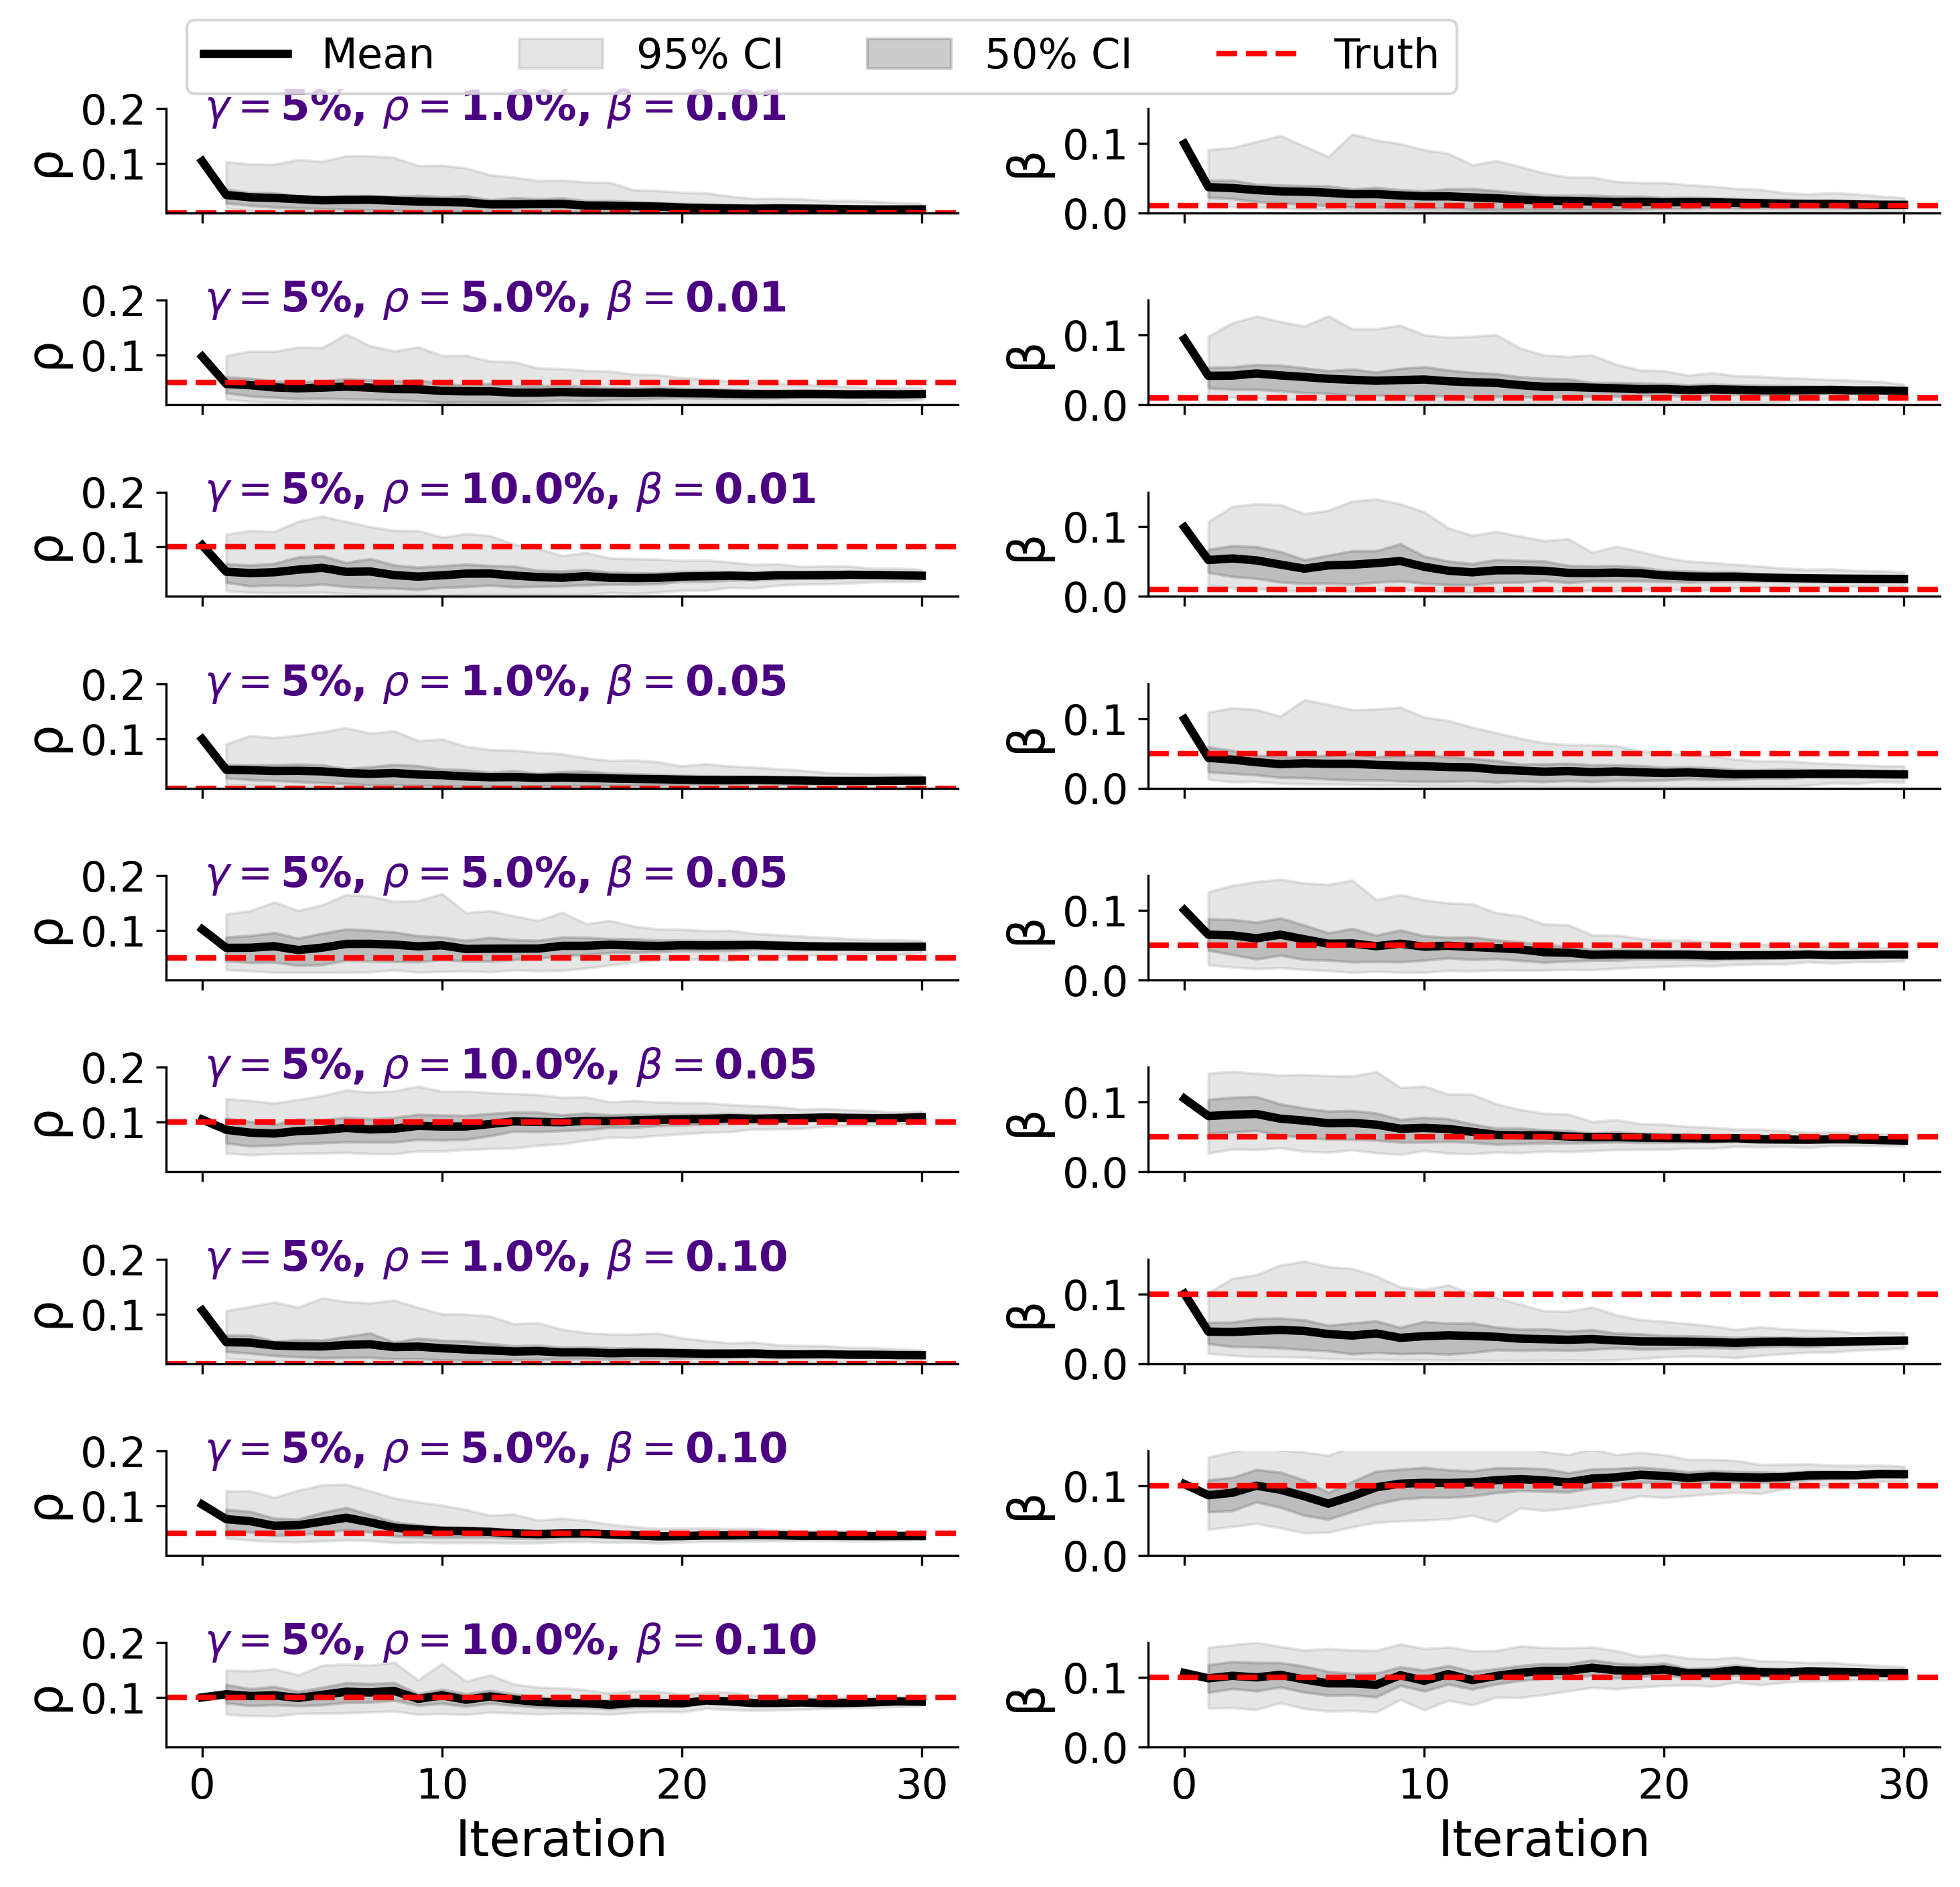 Mean 95% CI 50% CI Truth
γ = 5%, ρ = 1.0%, β = 0.01
0.2
0.1
ρ
0.1
0.0
β
γ = 5%, ρ = 5.0%, β = 0.01
0.2
0.1
ρ
0.1
0.0
β
γ = 5%, ρ = 10.0%, β = 0.01
0.2
0.1
ρ
0.1
0.0
β
γ = 5%, ρ = 1.0%, β = 0.05
0.2
0.1
ρ
0.1
0.0
β
γ = 5%, ρ = 5.0%, β = 0.05
0.2
0.1
ρ
0.1
0.0
β
γ = 5%, ρ = 10.0%, β = 0.05
0.2
0.1
ρ
0.1
0.0
β
γ = 5%, ρ = 1.0%, β = 0.10
0.2
0.1
ρ
0.1
0.0
β
γ = 5%, ρ = 5.0%, β = 0.10
0.2
0.1
ρ
0.1
0.0
β
γ = 5%, ρ = 10.0%, β = 0.10
0.2
0.1
ρ
0.1
0.0
β
0 10 20 30
0 10 20 30
Iteration
Iteration